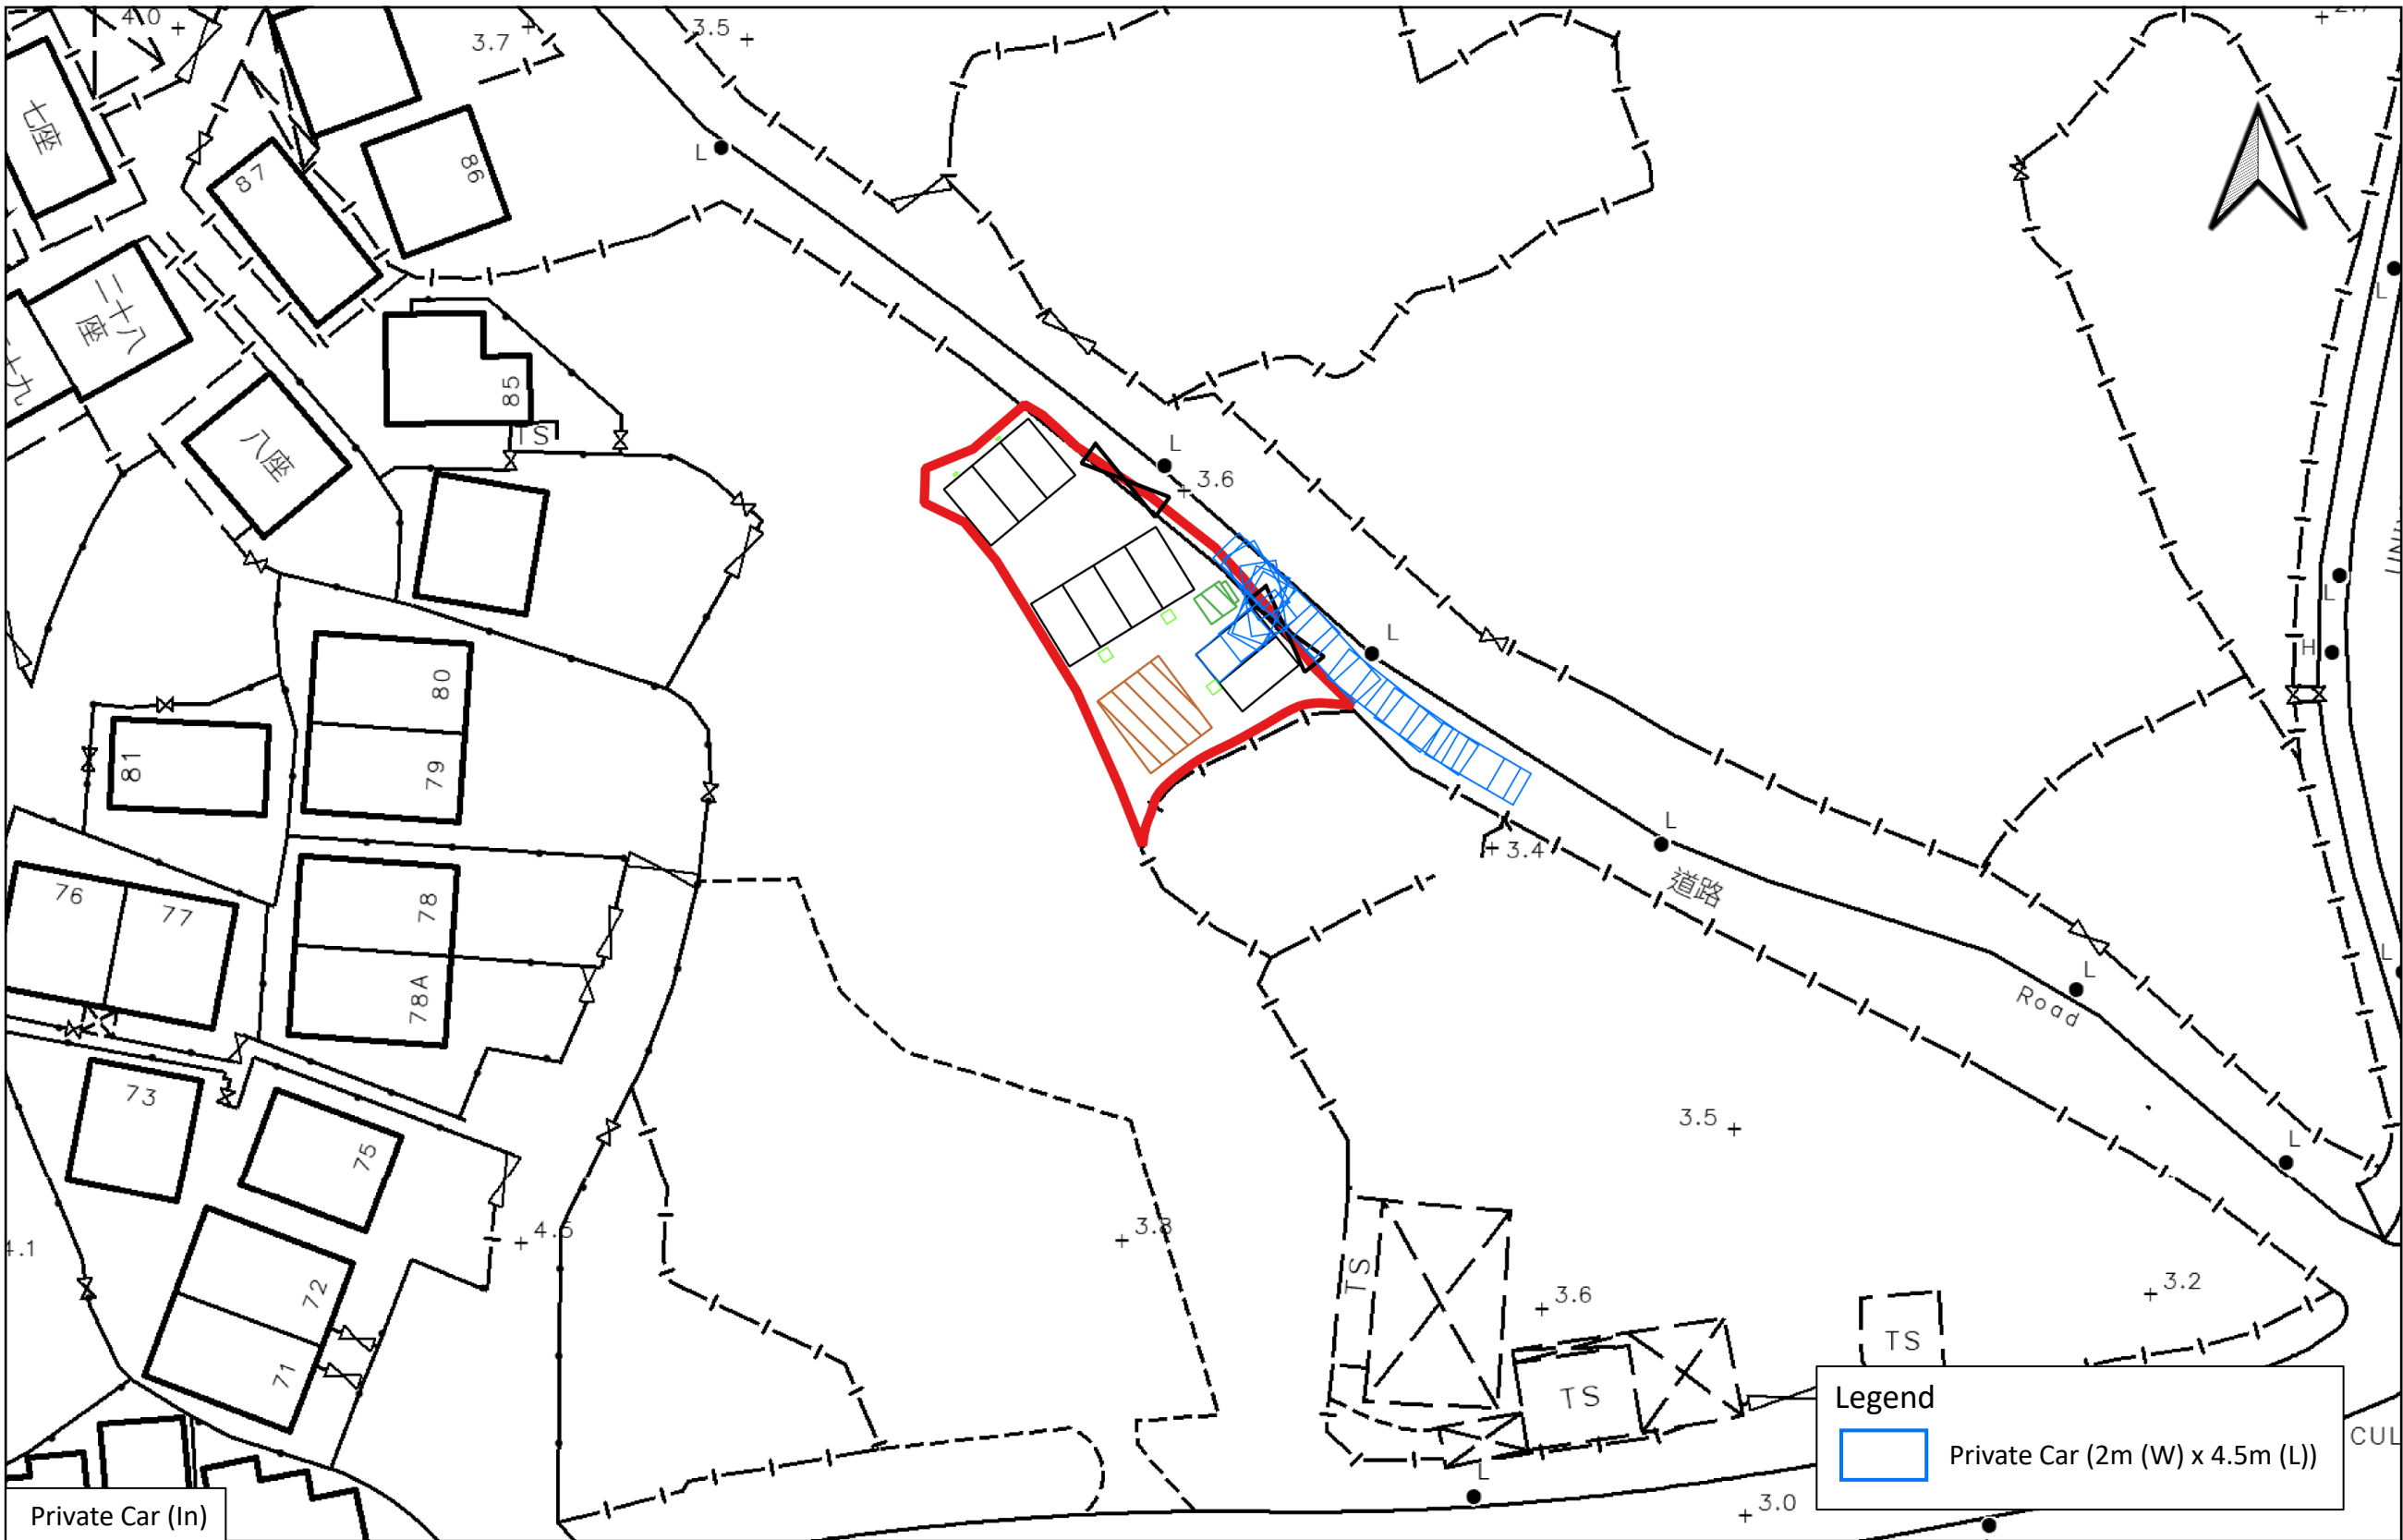 4.0
3.7
3.5
七座
87
86
L
二十八座
十九
85
TS
八座
L
L
3.6
L
L
H
80
79
81
L
L
3.4
道路
76
77
78
78A
L
L
Road
73
75
3.5
L
4.1
72
71
3.8
TS
3.6
3.2
TS
TS
L
3.0
CUL
Legend
Private Car (2m (W) x 4.5m (L))
Private Car (In)